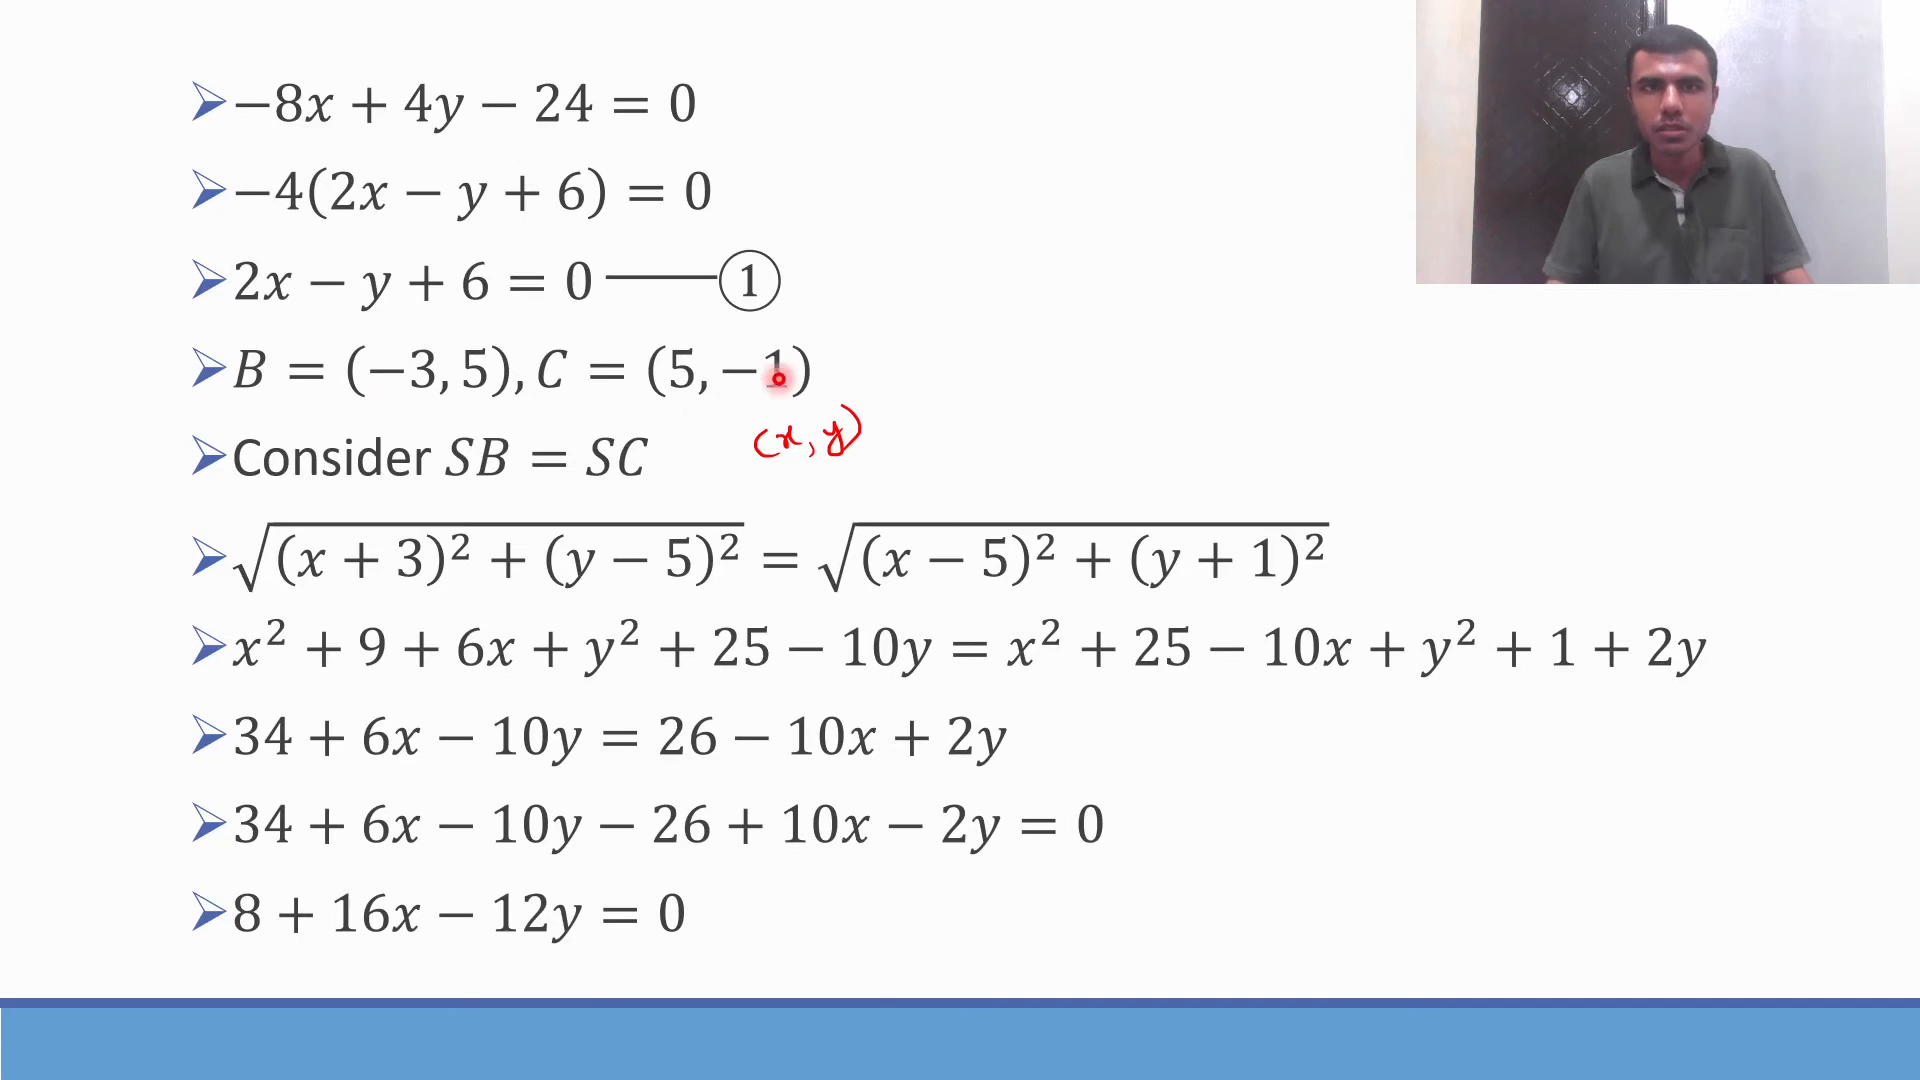 −8x + 4y − 24 = 0
−4(2x − y + 6) = 0
2x − y + 6 = 0 ——— ①
B = (−3, 5), C = (5, −1)
(x, y)
Consider SB = SC
√((x + 3)² + (y − 5)²) = √((x − 5)² + (y + 1)²)
x² + 9 + 6x + y² + 25 − 10y = x² + 25 − 10x + y² + 1 + 2y
34 + 6x − 10y = 26 − 10x + 2y
34 + 6x − 10y − 26 + 10x − 2y = 0
8 + 16x − 12y = 0